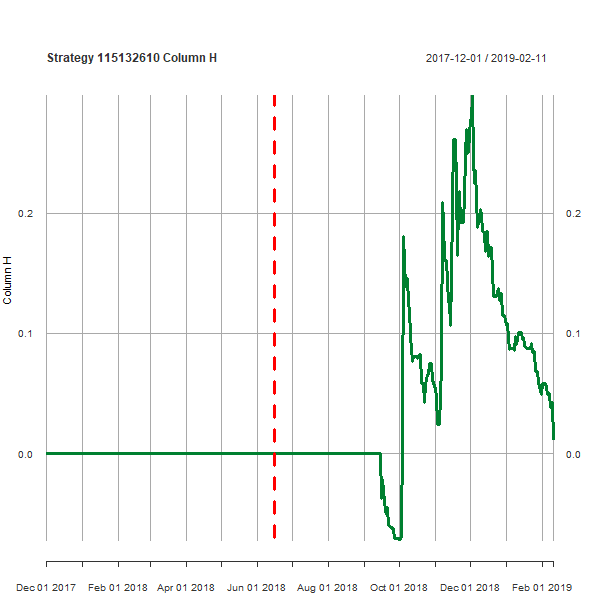 Strategy 115132610 Column H 2017-12-01 / 2019-02-11
0.2 0.2
Column H
0.1 0.1
0.0 0.0
Dec 01 2017 Feb 01 2018 Apr 01 2018 Jun 01 2018 Aug 01 2018 Oct 01 2018 Dec 01 2018 Feb 01 2019